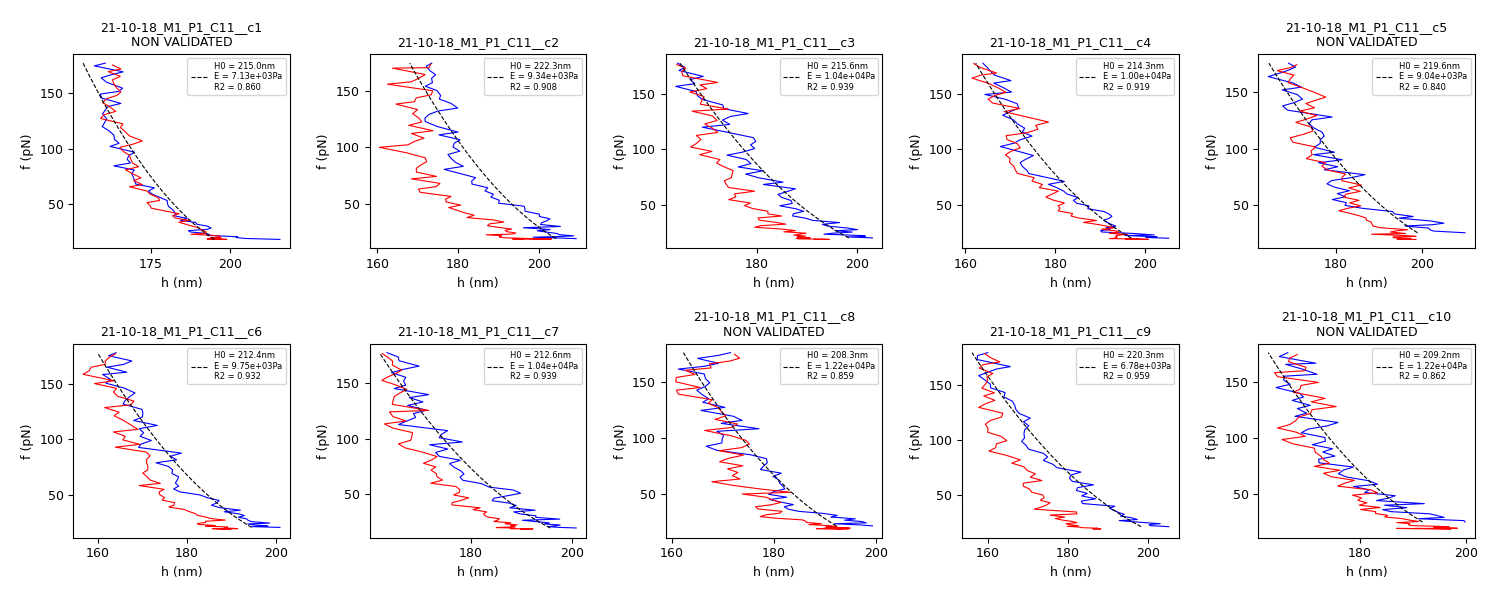 21-10-18_M1_P1_C11__c1
NON VALIDATED
H0 = 215.0nm
E = 7.13e+03Pa
R2 = 0.860
f (pN)
150
100
50
175
200
h (nm)
21-10-18_M1_P1_C11__c2
H0 = 222.3nm
E = 9.34e+03Pa
R2 = 0.908
f (pN)
150
100
50
160
180
200
h (nm)
21-10-18_M1_P1_C11__c3
H0 = 215.6nm
E = 1.04e+04Pa
R2 = 0.939
f (pN)
150
100
50
180
200
h (nm)
21-10-18_M1_P1_C11__c4
H0 = 214.3nm
E = 1.00e+04Pa
R2 = 0.919
f (pN)
150
100
50
160
180
200
h (nm)
21-10-18_M1_P1_C11__c5
NON VALIDATED
H0 = 219.6nm
E = 9.04e+03Pa
R2 = 0.840
f (pN)
150
100
50
180
200
h (nm)
21-10-18_M1_P1_C11__c6
H0 = 212.4nm
E = 9.75e+03Pa
R2 = 0.932
f (pN)
150
100
50
160
180
200
h (nm)
21-10-18_M1_P1_C11__c7
H0 = 212.6nm
E = 1.04e+04Pa
R2 = 0.939
f (pN)
150
100
50
180
200
h (nm)
21-10-18_M1_P1_C11__c8
NON VALIDATED
H0 = 208.3nm
E = 1.22e+04Pa
R2 = 0.859
f (pN)
150
100
50
160
180
200
h (nm)
21-10-18_M1_P1_C11__c9
H0 = 220.3nm
E = 6.78e+03Pa
R2 = 0.959
f (pN)
150
100
50
160
180
200
h (nm)
21-10-18_M1_P1_C11__c10
NON VALIDATED
H0 = 209.2nm
E = 1.22e+04Pa
R2 = 0.862
f (pN)
150
100
50
180
200
h (nm)